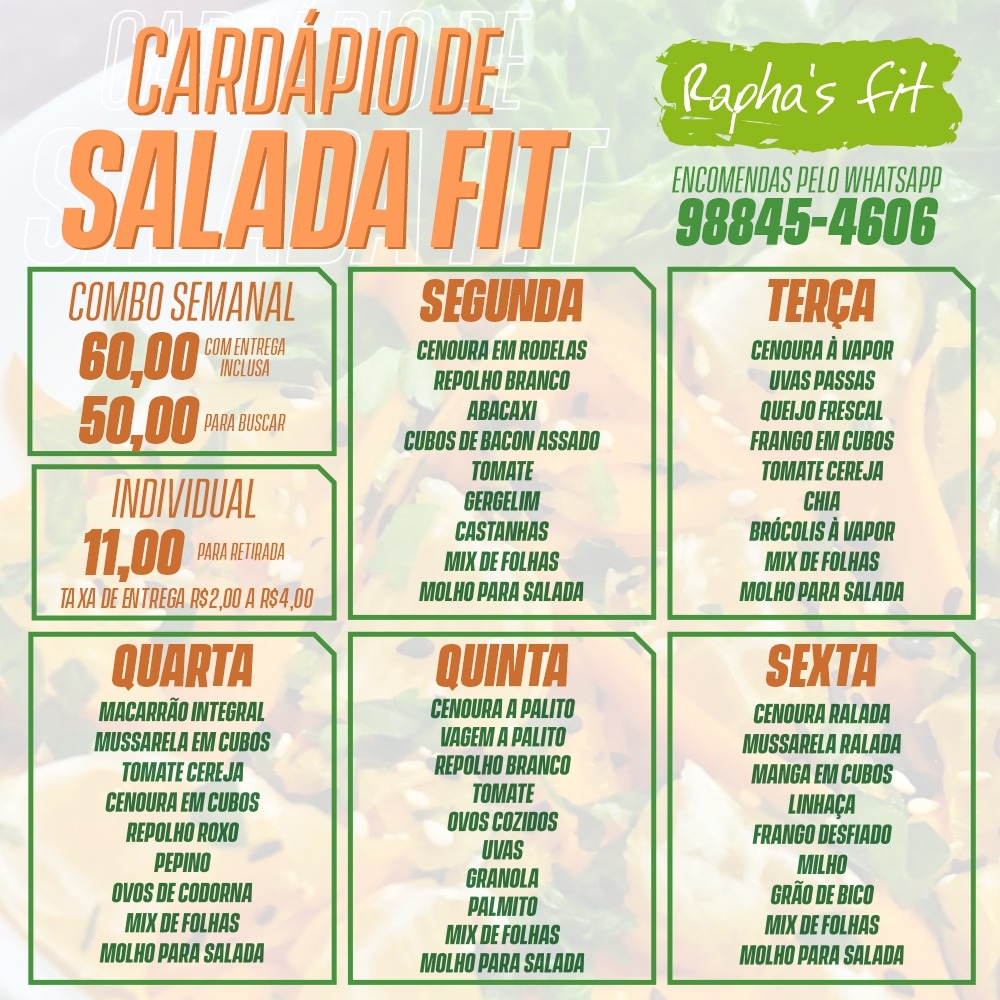 CARDÁPIO DE
SALADA FIT
Rapha's fit
ENCOMENDAS PELO WHATSAPP
98845-4606
COMBO SEMANAL
60,00 COM ENTREGA
INCLUSA
50,00 PARA BUSCAR
INDIVIDUAL
11,00 PARA RETIRADA
TAXA DE ENTREGA R$2,00 A R$4,00
SEGUNDA
CENOURA EM RODELAS
REPOLHO BRANCO
ABACAXI
CUBOS DE BACON ASSADO
TOMATE
GERGELIM
CASTANHAS
MIX DE FOLHAS
MOLHO PARA SALADA
TERÇA
CENOURA À VAPOR
UVAS PASSAS
QUEIJO FRESCAL
FRANGO EM CUBOS
TOMATE CEREJA
CHIA
BRÓCOLIS À VAPOR
MIX DE FOLHAS
MOLHO PARA SALADA
QUARTA
MACARRÃO INTEGRAL
MUSSARELA EM CUBOS
TOMATE CEREJA
CENOURA EM CUBOS
REPOLHO ROXO
PEPINO
OVOS DE CODORNA
MIX DE FOLHAS
MOLHO PARA SALADA
QUINTA
CENOURA A PALITO
VAGEM A PALITO
REPOLHO BRANCO
TOMATE
OVOS COZIDOS
UVAS
GRANOLA
PALMITO
MIX DE FOLHAS
MOLHO PARA SALADA
SEXTA
CENOURA RALADA
MUSSARELA RALADA
MANGA EM CUBOS
LINHAÇA
FRANGO DESFIADO
MILHO
GRÃO DE BICO
MIX DE FOLHAS
MOLHO PARA SALADA